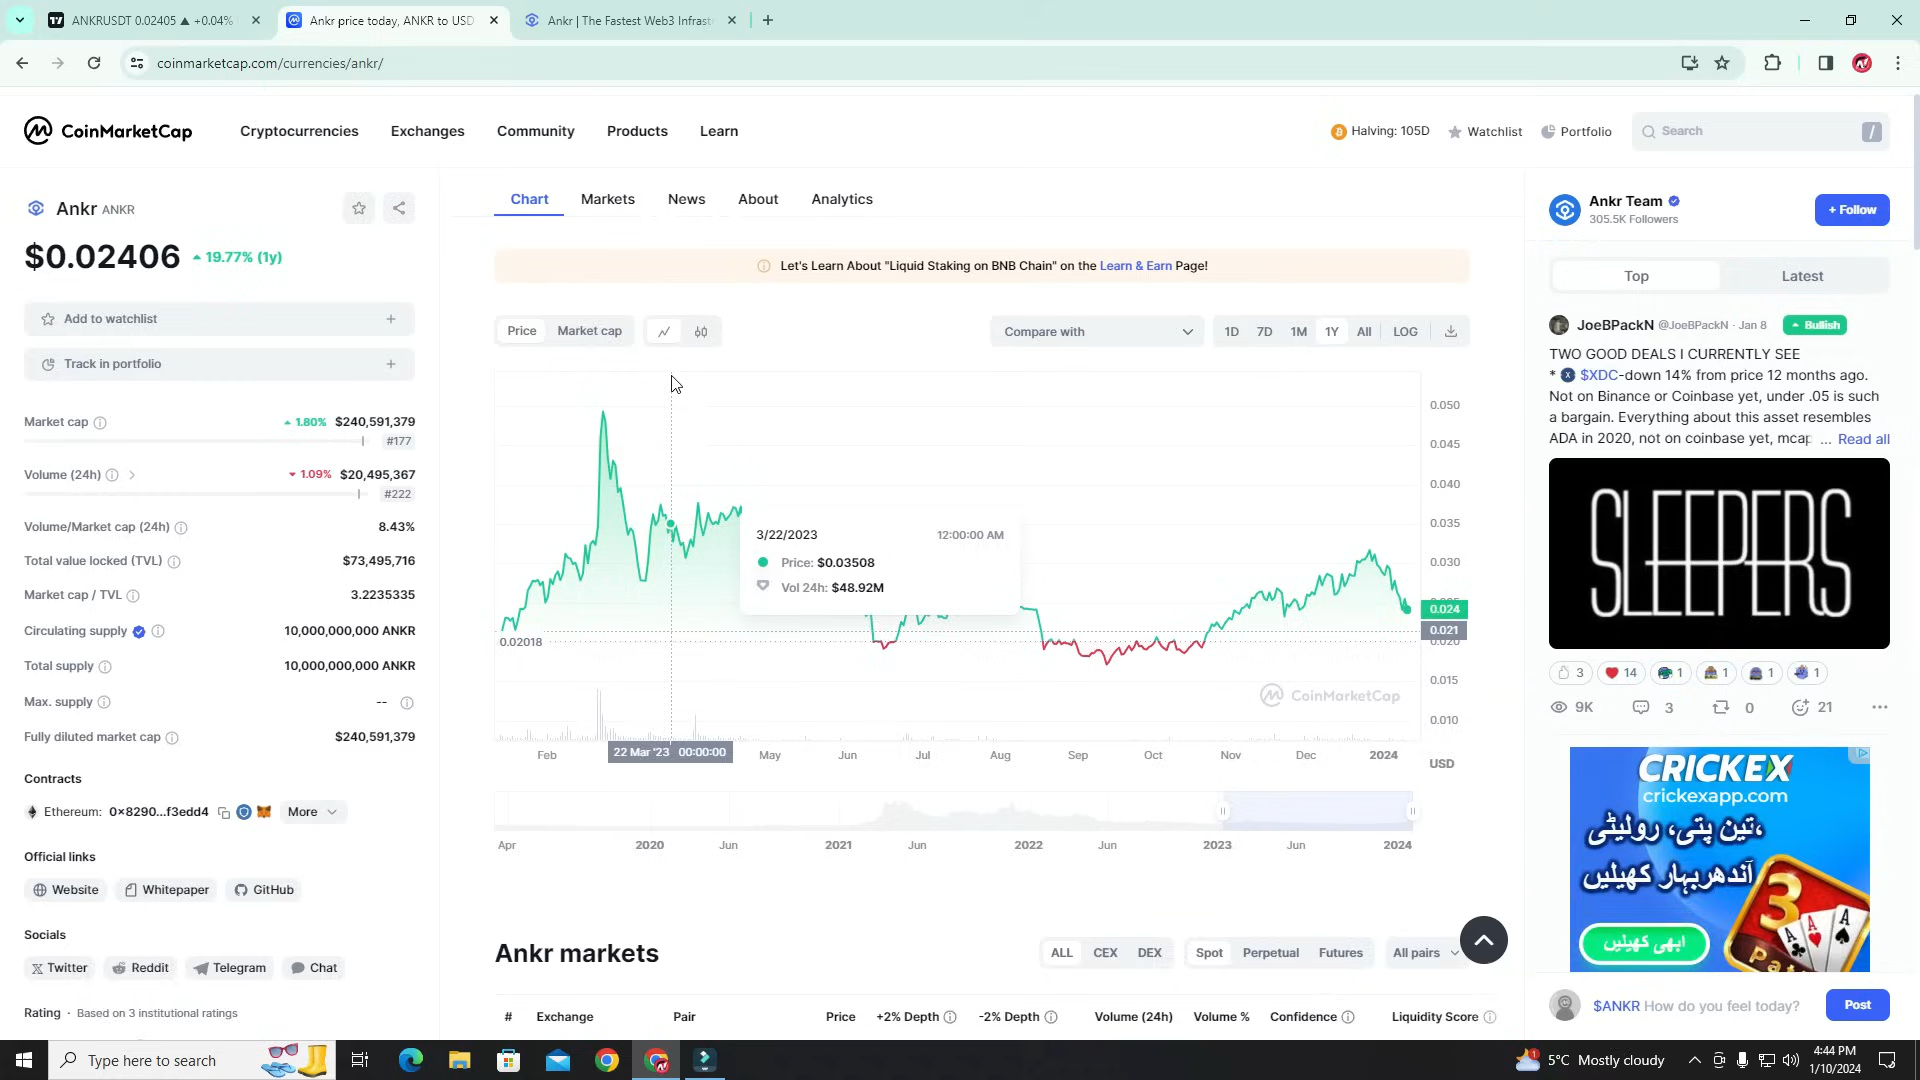 ANKRUSDT 0.02405 ▲ +0.04%
Ankr price today, ANKR to USD
Ankr | The Fastest Web3 Infrast
coinmarketcap.com/currencies/ankr/
CoinMarketCap
Cryptocurrencies
Exchanges
Community
Products
Learn
Halving: 105D
Watchlist
Portfolio
Search
/
Ankr ANKR
$0.02406
19.77% (1y)
Add to watchlist
+
Track in portfolio
+
Market cap
1.80% $240,591,379
#177
Volume (24h)
1.09% $20,495,367
#222
Volume/Market cap (24h)
8.43%
Total value locked (TVL)
$73,495,716
Market cap / TVL
3.2235335
Circulating supply
10,000,000,000 ANKR
Total supply
10,000,000,000 ANKR
Max. supply
--
Fully diluted market cap
$240,591,379
Contracts
Ethereum: 0x8290...f3edd4
More
Official links
Website
Whitepaper
GitHub
Socials
Twitter
Reddit
Telegram
Chat
Rating · Based on 3 institutional ratings
Chart
Markets
News
About
Analytics
Let's Learn About "Liquid Staking on BNB Chain" on the Learn & Earn Page!
Price
Market cap
Compare with
1D
7D
1M
1Y
All
LOG
0.050
0.045
0.040
0.035
0.030
0.024
0.021
0.020
0.015
0.010
USD
0.02018
3/22/2023
12:00:00 AM
Price: $0.03508
Vol 24h: $48.92M
CoinMarketCap
Feb
22 Mar '23 00:00:00
May
Jun
Jul
Aug
Sep
Oct
Nov
Dec
2024
Apr
2020
Jun
2021
Jun
2022
Jun
2023
Jun
2024
Ankr markets
ALL
CEX
DEX
Spot
Perpetual
Futures
All pairs
#
Exchange
Pair
Price
+2% Depth
-2% Depth
Volume (24h)
Volume %
Confidence
Liquidity Score
Ankr Team
305.5K Followers
+ Follow
Top
Latest
JoeBPackN @JoeBPackN · Jan 8
Bullish
TWO GOOD DEALS I CURRENTLY SEE
* $XDC-down 14% from price 12 months ago.
Not on Binance or Coinbase yet, under .05 is such
a bargain. Everything about this asset resembles
ADA in 2020, not on coinbase yet, mcap ... Read all
SLEEPERS
3
14
1
1
1
1
9K
3
0
21
CRICKEX
crickexapp.com
تین پتی، رولیٹی،
آندھربہار کھیلیں
ابھی کھیلیں
3
$ANKR How do you feel today?
Post
Type here to search
1
5°C Mostly cloudy
4:44 PM
1/10/2024